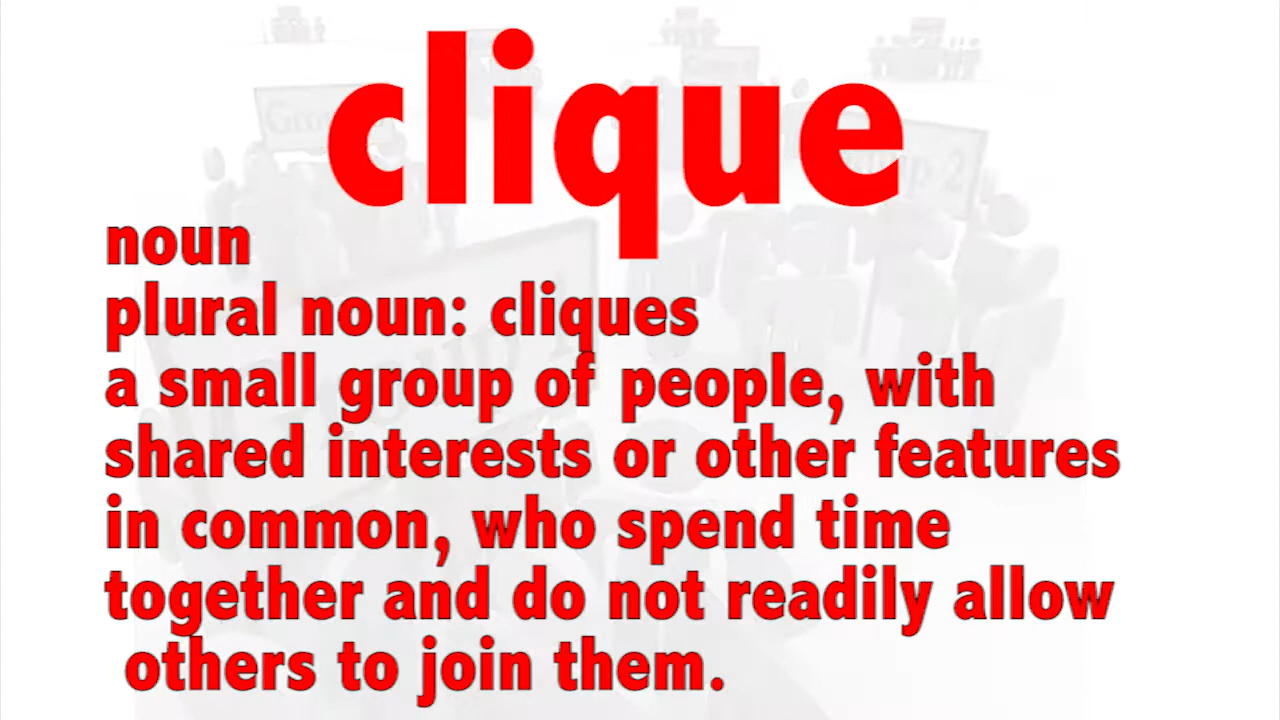 clique
noun
plural noun: cliques
a small group of people, with
shared interests or other features
in common, who spend time
together and do not readily allow
others to join them.